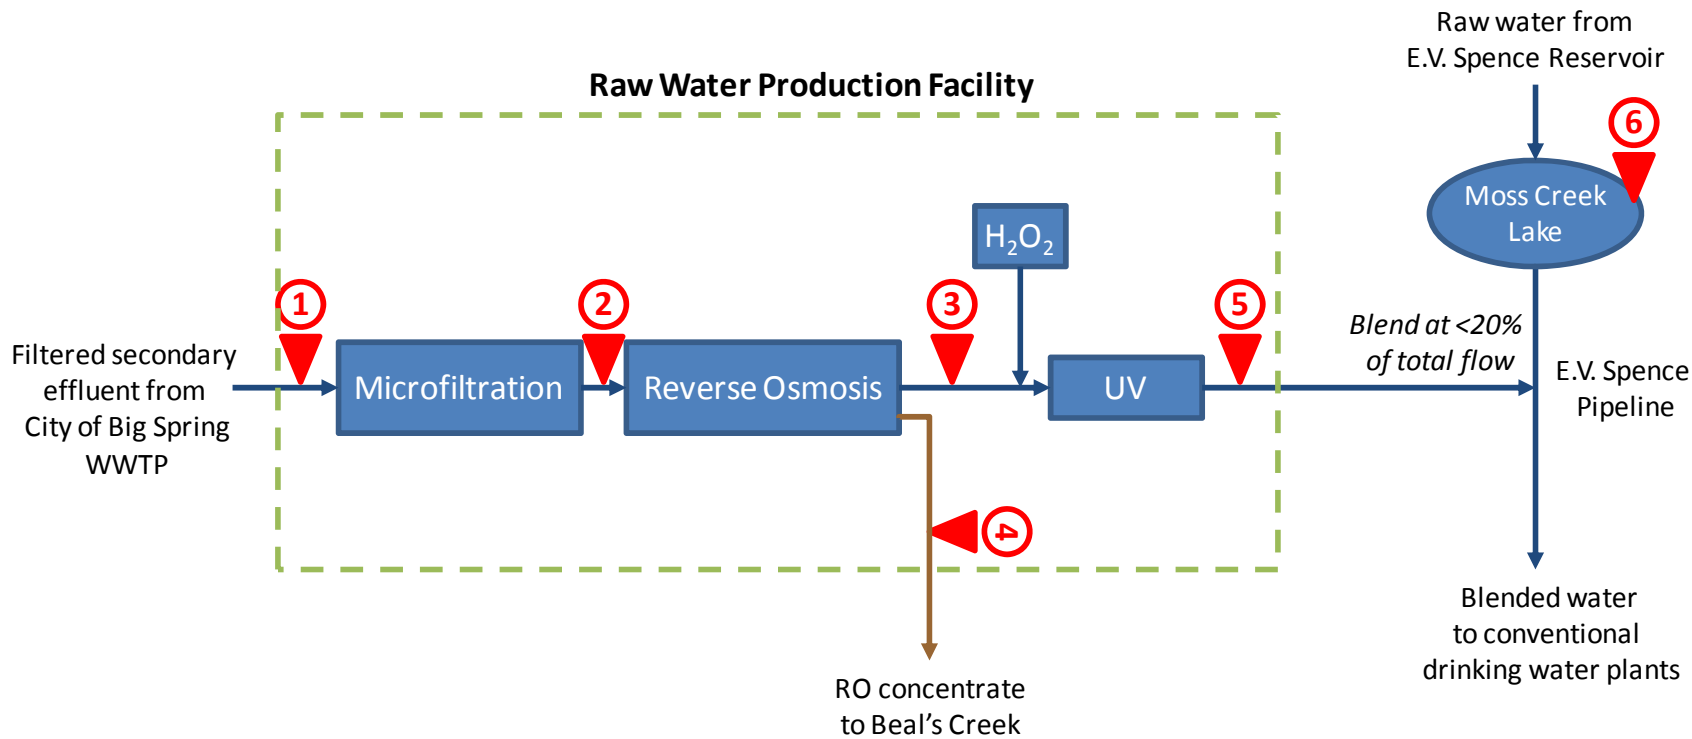 Raw water from
E.V. Spence Reservoir
Raw Water Production Facility
6
Moss Creek
Lake
H₂O₂
1
2
3
5
Filtered secondary
effluent from
City of Big Spring
WWTP
Microfiltration
Reverse Osmosis
UV
Blend at <20%
of total flow
E.V. Spence
Pipeline
4
Blended water
to conventional
drinking water plants
RO concentrate
to Beal's Creek